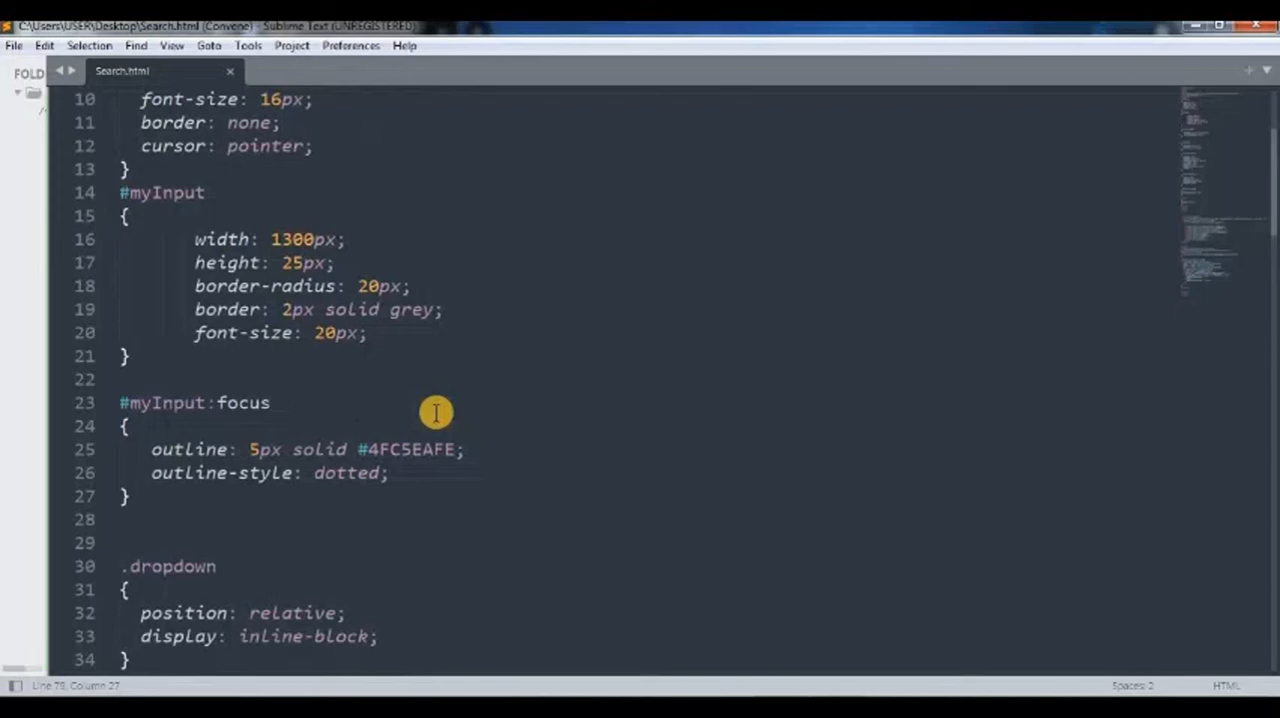 C:\Users\USER\Desktop\Search.html (Convene) - Sublime Text (UNREGISTERED)
File Edit Selection Find View Goto Tools Project Preferences Help
FOLD
Search.html
10 font-size: 16px;
11 border: none;
12 cursor: pointer;
13 }
14 #myInput
15 {
16 width: 1300px;
17 height: 25px;
18 border-radius: 20px;
19 border: 2px solid grey;
20 font-size: 20px;
21 }
22
23 #myInput:focus
24 {
25 outline: 5px solid #4FC5EAFE;
26 outline-style: dotted;
27 }
28
29
30 .dropdown
31 {
32 position: relative;
33 display: inline-block;
34 }
Line 79, Column 27
Spaces: 2
HTML